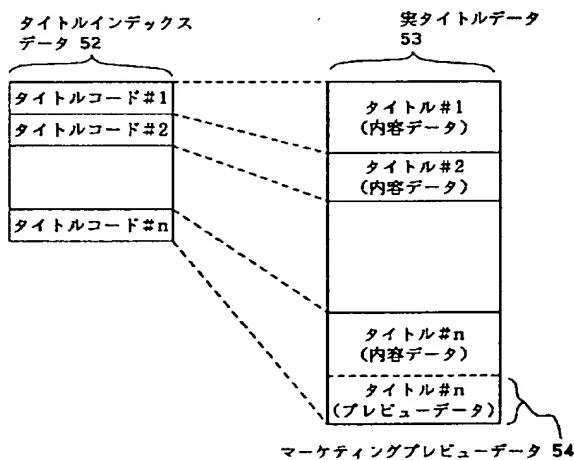 タイトルインデックス
データ 52
タイトルコード#1
タイトルコード#2
タイトルコード#n
実タイトルデータ
53
タイトル#1
(内容データ)
タイトル#2
(内容データ)
タイトル#n
(内容データ)
タイトル#n
(プレビューデータ)
マーケティングプレビューデータ 54